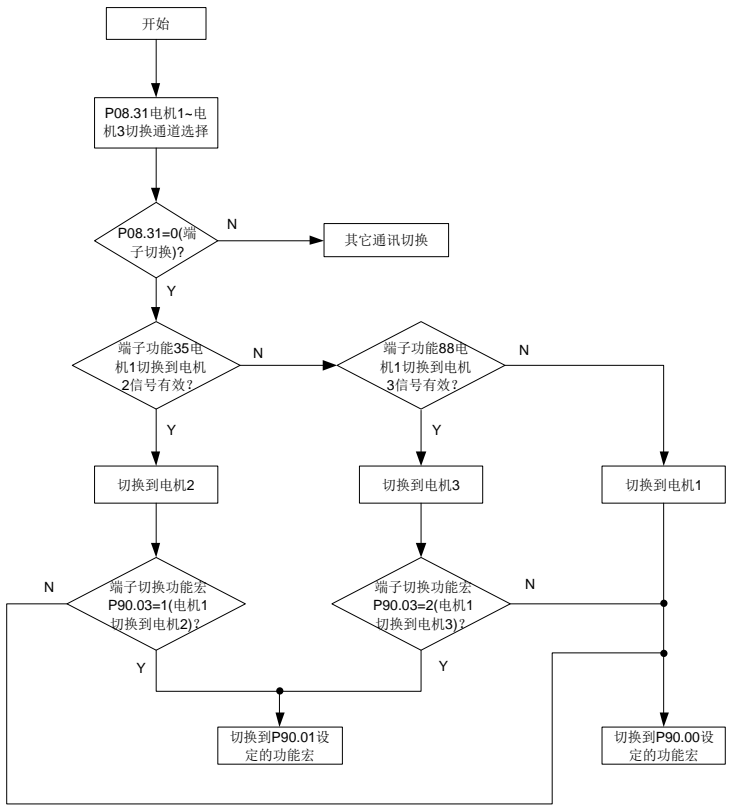 开始
P08.31电机1~电
机3切换通道选择
P08.31=0(端
子切换)?
N
其它通讯切换
Y
端子功能35电
机1切换到电机
2信号有效?
N
端子功能88电
机1切换到电机
3信号有效?
N
Y
Y
切换到电机2
切换到电机3
切换到电机1
N
端子切换功能宏
P90.03=1(电机1
切换到电机2)?
端子切换功能宏
P90.03=2(电机1
切换到电机3)?
N
Y
Y
切换到P90.01设
定的功能宏
切换到P90.00设
定的功能宏